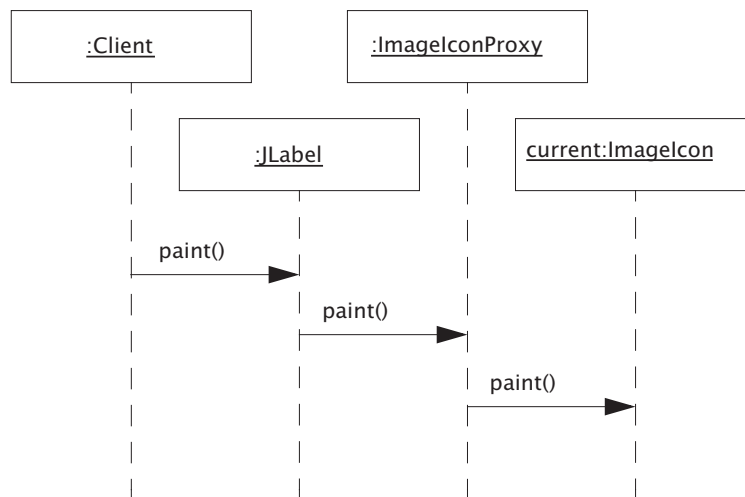 :Client
:ImageIconProxy
:JLabel
current:ImageIcon
paint()
paint()
paint()